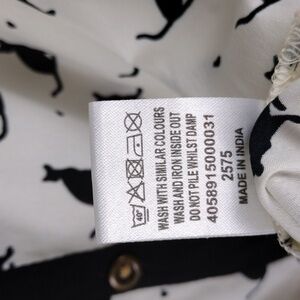 40°
WASH WITH SIMILAR COLOURS
WASH AND IRON INSIDE OUT
DO NOT PILE WHILST DAMP
4058915000031
2575
MADE IN INDIA